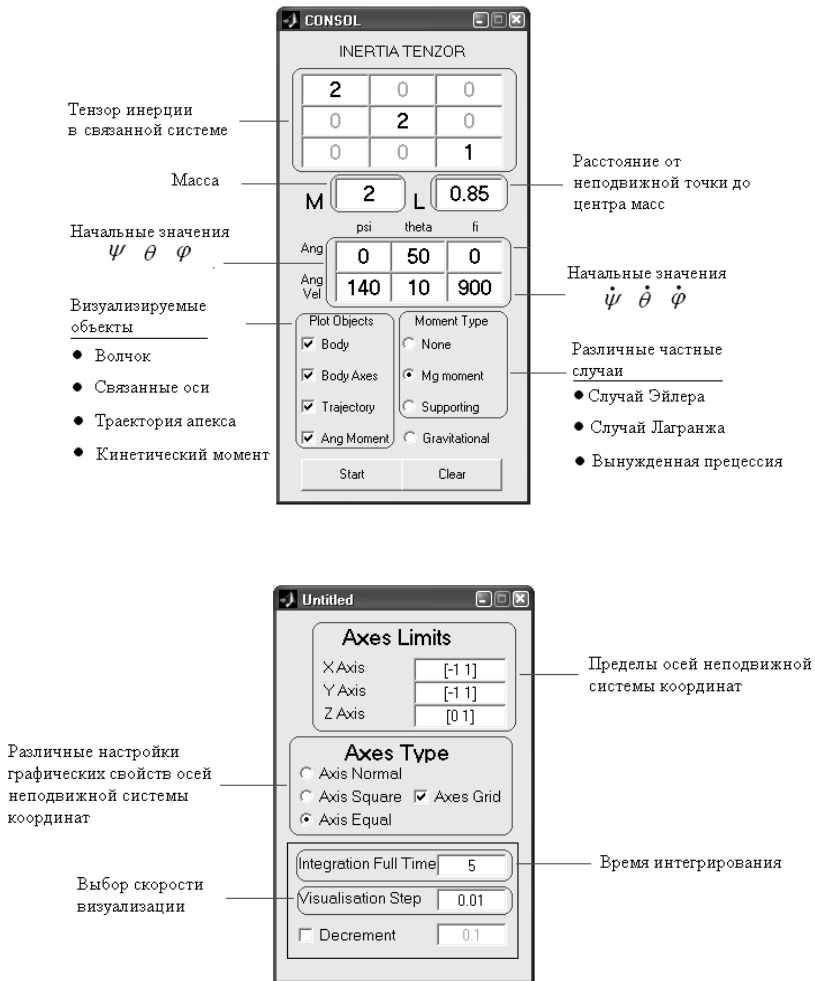 CONSOL
INERTIA TENZOR
2 0 0
0 2 0
0 0 1
Тензор инерции
в связанной системе
Масса
M 2 L 0.85
Расстояние от
неподвижной точки до
центра масс
psi theta fi
Ang 0 50 0
Ang
Vel 140 10 900
Начальные значения
ψ θ φ
Начальные значения
ψ̇ θ̇ φ̇
Визуализируемые
объекты
● Волчок
● Связанные оси
● Траектория апекса
● Кинетический момент
Plot Objects
Body
Body Axes
Trajectory
Ang Moment
Moment Type
None
Mg moment
Supporting
Gravitational
Start Clear
Различные частные
случаи
● Случай Эйлера
● Случай Лагранжа
● Вынужденная прецессия
Untitled
Axes Limits
X Axis [-1 1]
Y Axis [-1 1]
Z Axis [0 1]
Пределы осей неподвижной
системы координат
Различные настройки
графических свойств осей
неподвижной системы
координат
Axes Type
Axis Normal
Axis Square Axes Grid
Axis Equal
Integration Full Time 5
Время интегрирования
Выбор скорости
визуализации
Visualisation Step 0.01
Decrement 0.1